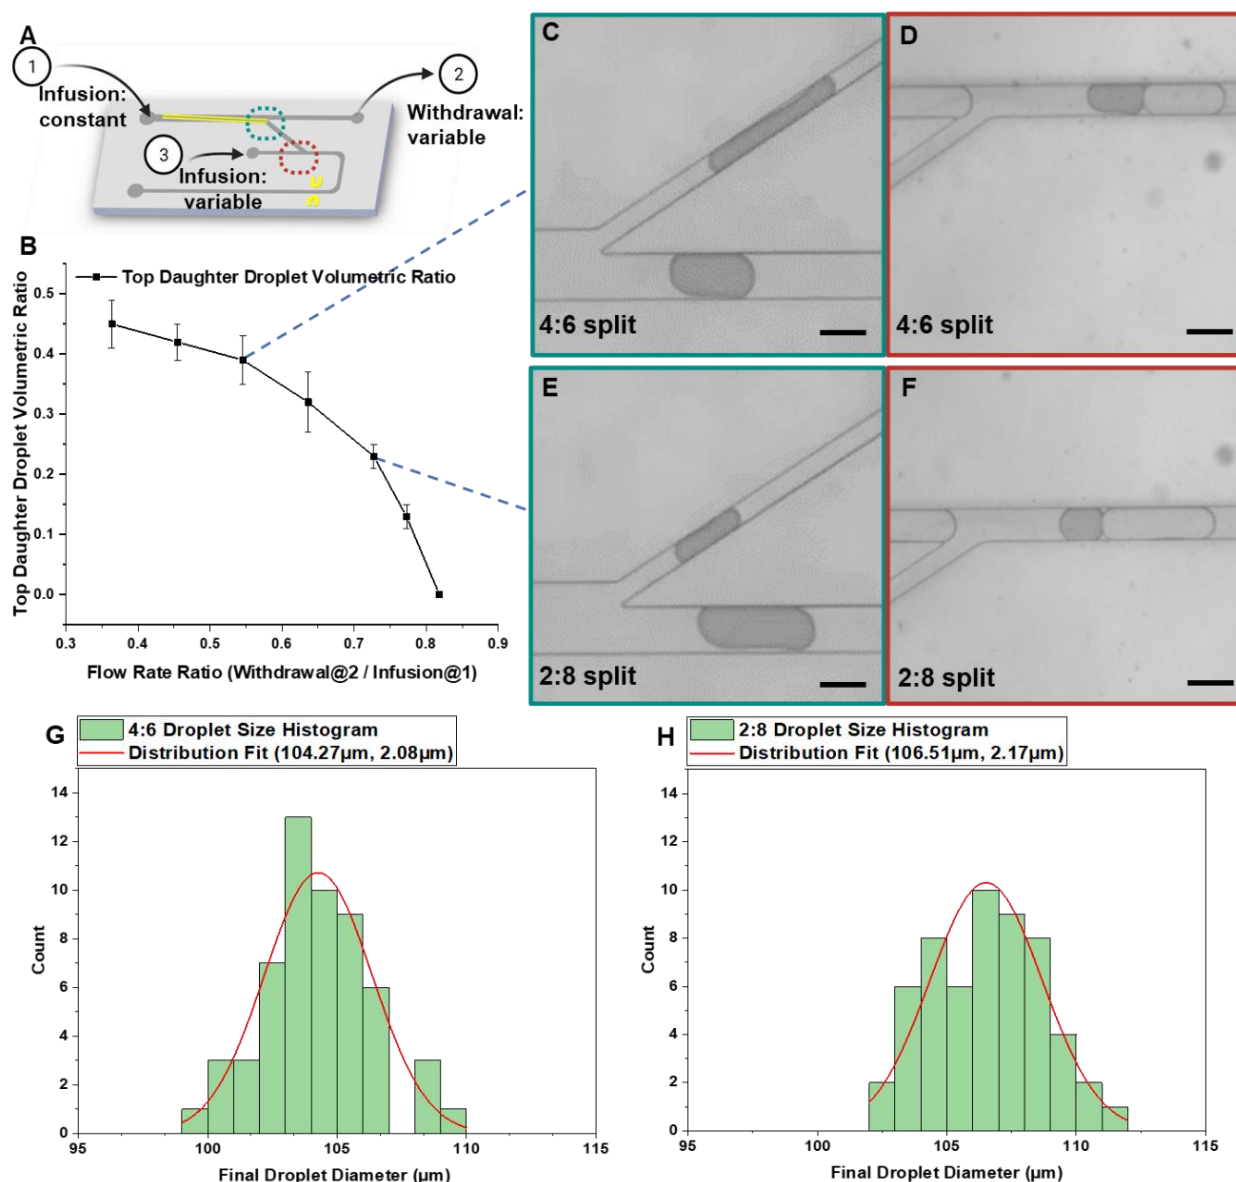 A
1
Infusion:
constant
2
Withdrawal:
variable
3
Infusion:
variable
B
Top Daughter Droplet Volumetric Ratio
Top Daughter Droplet Volumetric Ratio
0.5
0.4
0.3
0.2
0.1
0.0
0.3 0.4 0.5 0.6 0.7 0.8 0.9
Flow Rate Ratio (Withdrawal@2 / Infusion@1)
C
4:6 split
D
4:6 split
E
2:8 split
F
2:8 split
G
4:6 Droplet Size Histogram
Distribution Fit (104.27µm, 2.08µm)
Count
14
12
10
8
6
4
2
0
95 100 105 110 115
Final Droplet Diameter (µm)
H
2:8 Droplet Size Histogram
Distribution Fit (106.51µm, 2.17µm)
Count
14
12
10
8
6
4
2
0
95 100 105 110 115
Final Droplet Diameter (µm)